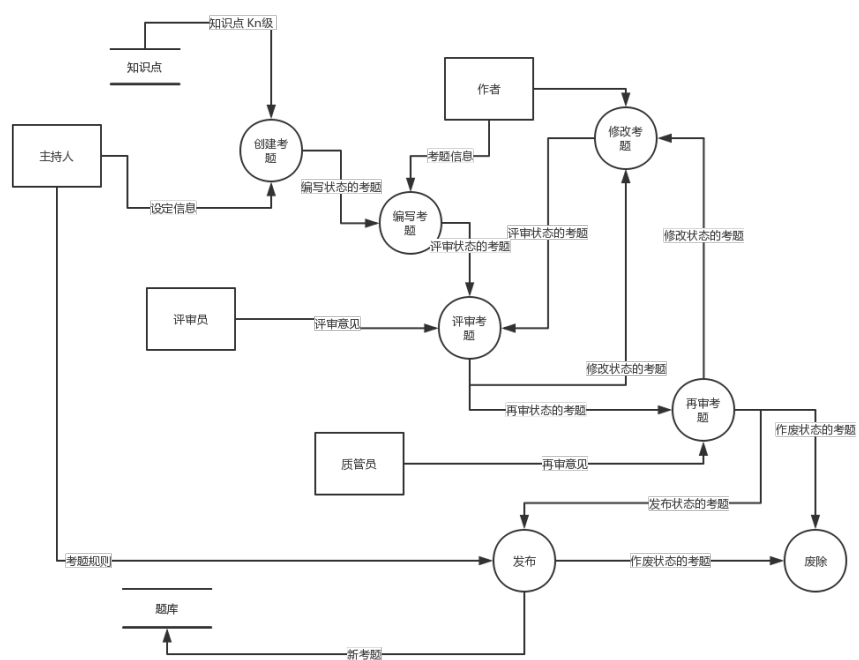 知识点 Kn级
知识点
作者
主持人
创建考
题
修改考
题
考题信息
编写状态的考题
设定信息
编写考
题
评审状态的考题
评审状态的考题
修改状态的考题
评审员
评审意见
评审考
题
修改状态的考题
再审状态的考题
再审考
题
作废状态的考题
质管员
再审意见
发布状态的考题
考题规则
发布
作废状态的考题
废除
题库
新考题